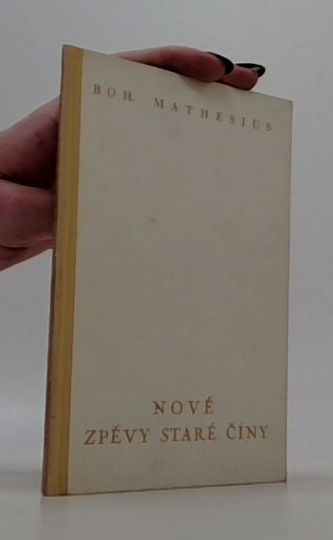 BOH. MATHESIUS
NOVÉ
ZPĚVY STARÉ ČÍNY